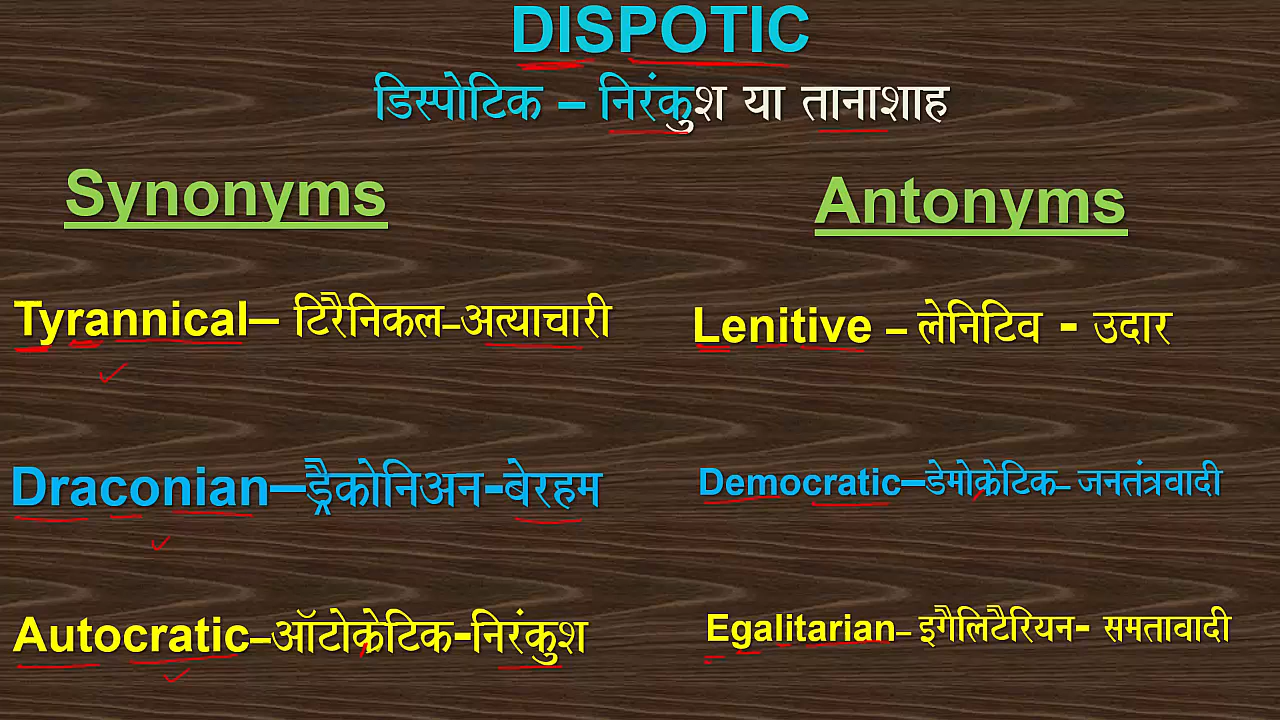 DISPOTIC
डिस्पोटिक – निरंकुश या तानाशाह
Synonyms
Antonyms
Tyrannical– टिरैनिकल–अत्याचारी
Lenitive – लेनिटिव - उदार
Draconian–ड्रैकोनिअन-बेरहम
Democratic–डेमोक्रेटिक– जनतंत्रवादी
Autocratic–ऑटोक्रेटिक-निरंकुश
Egalitarian– इगैलिटैरियन- समतावादी